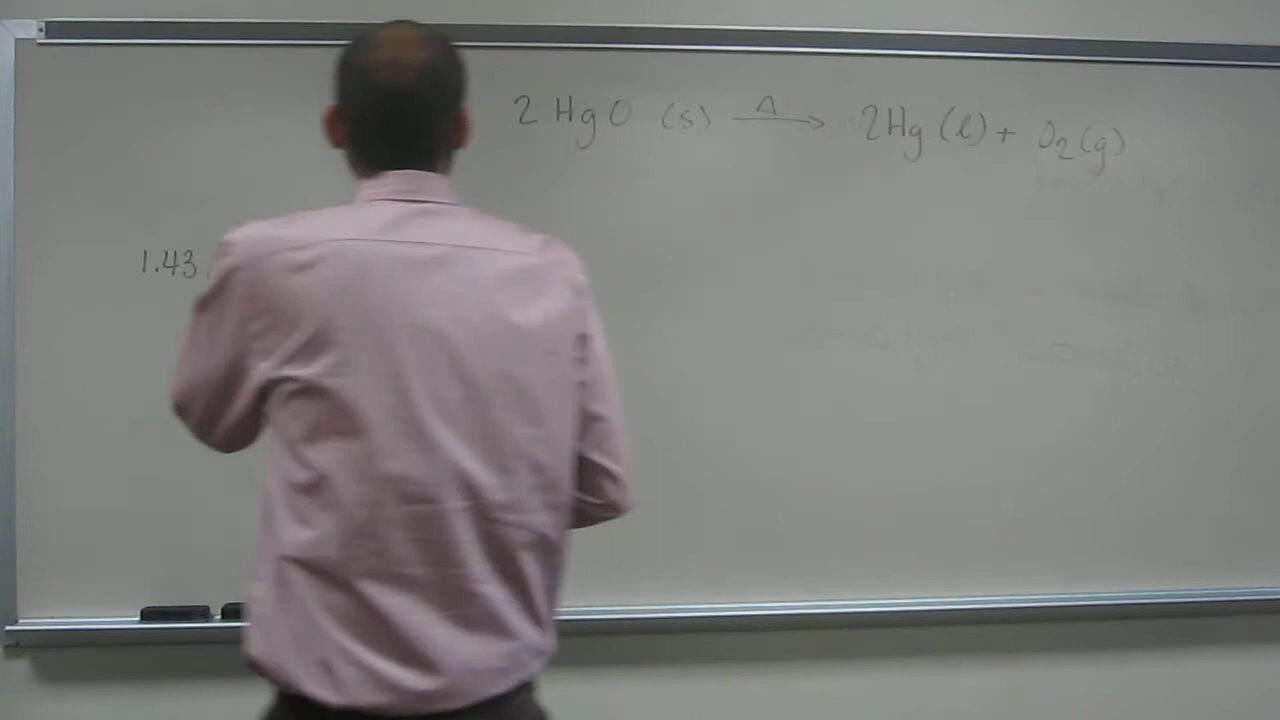 2 HgO (s) —Δ→ 2Hg (l) + O₂(g)
1.43